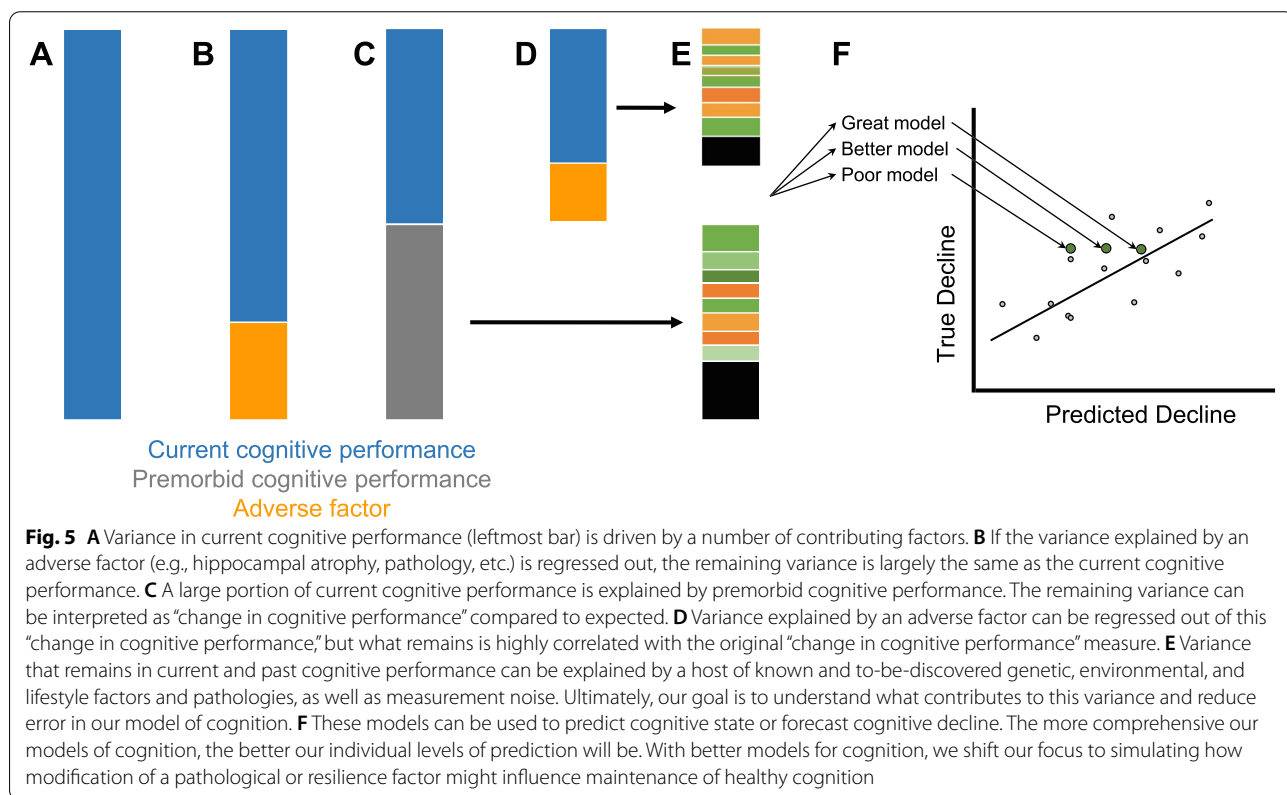 A
B
C
D
E
F
Great model
Better model
Poor model
True Decline
Predicted Decline
Current cognitive performance
Premorbid cognitive performance
Adverse factor
Fig. 5 A Variance in current cognitive performance (leftmost bar) is driven by a number of contributing factors. B If the variance explained by an
adverse factor (e.g., hippocampal atrophy, pathology, etc.) is regressed out, the remaining variance is largely the same as the current cognitive
performance. C A large portion of current cognitive performance is explained by premorbid cognitive performance. The remaining variance can
be interpreted as “change in cognitive performance” compared to expected. D Variance explained by an adverse factor can be regressed out of this
“change in cognitive performance,” but what remains is highly correlated with the original “change in cognitive performance” measure. E Variance
that remains in current and past cognitive performance can be explained by a host of known and to-be-discovered genetic, environmental, and
lifestyle factors and pathologies, as well as measurement noise. Ultimately, our goal is to understand what contributes to this variance and reduce
error in our model of cognition. F These models can be used to predict cognitive state or forecast cognitive decline. The more comprehensive our
models of cognition, the better our individual levels of prediction will be. With better models for cognition, we shift our focus to simulating how
modification of a pathological or resilience factor might influence maintenance of healthy cognition